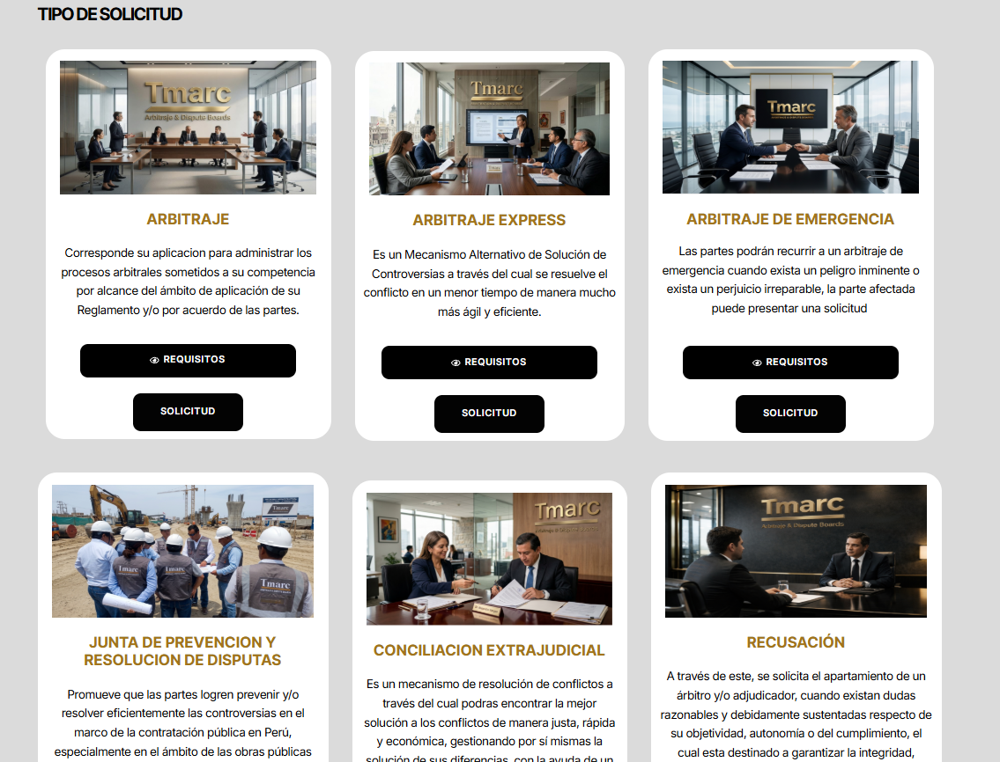 TIPO DE SOLICITUD
Tmarc
Arbitraje & Dispute Boards
ARBITRAJE
Corresponde su aplicacion para administrar los
procesos arbitrales sometidos a su competencia
por alcance del ámbito de aplicación de su
Reglamento y/o por acuerdo de las partes.
REQUISITOS
SOLICITUD
Tmarc
Tmarc
ARBITRAJE EXPRESS
Es un Mecanismo Alternativo de Solución de
Controversias a través del cual se resuelve el
conflicto en un menor tiempo de manera mucho
más ágil y eficiente.
REQUISITOS
SOLICITUD
Tmarc
ARBITRAJE DE EMERGENCIA
Las partes podrán recurrir a un arbitraje de
emergencia cuando exista un peligro inminente o
exista un perjuicio irreparable, la parte afectada
puede presentar una solicitud
REQUISITOS
SOLICITUD
Tmarc
Tmarc
Tmarc
Tmarc
JUNTA DE PREVENCION Y
RESOLUCION DE DISPUTAS
Promueve que las partes logren prevenir y/o
resolver eficientemente las controversias en el
marco de la contratación pública en Perú,
especialmente en el ámbito de las obras públicas
Tmarc
Arbitraje & Dispute Boards
CONCILIACION EXTRAJUDICIAL
Es un mecanismo de resolución de conflictos a
través del cual podras encontrar la mejor
solución a los conflictos de manera justa, rápida
y económica, gestionando por sí mismas la
solución de sus diferencias, con la ayuda de un
Tmarc
Arbitraje & Dispute Boards
RECUSACIÓN
A través de este, se solicita el apartamiento de un
árbitro y/o adjudicador, cuando existan dudas
razonables y debidamente sustentadas respecto de
su objetividad, autonomía o del cumplimiento, el
cual esta destinado a garantizar la integridad,